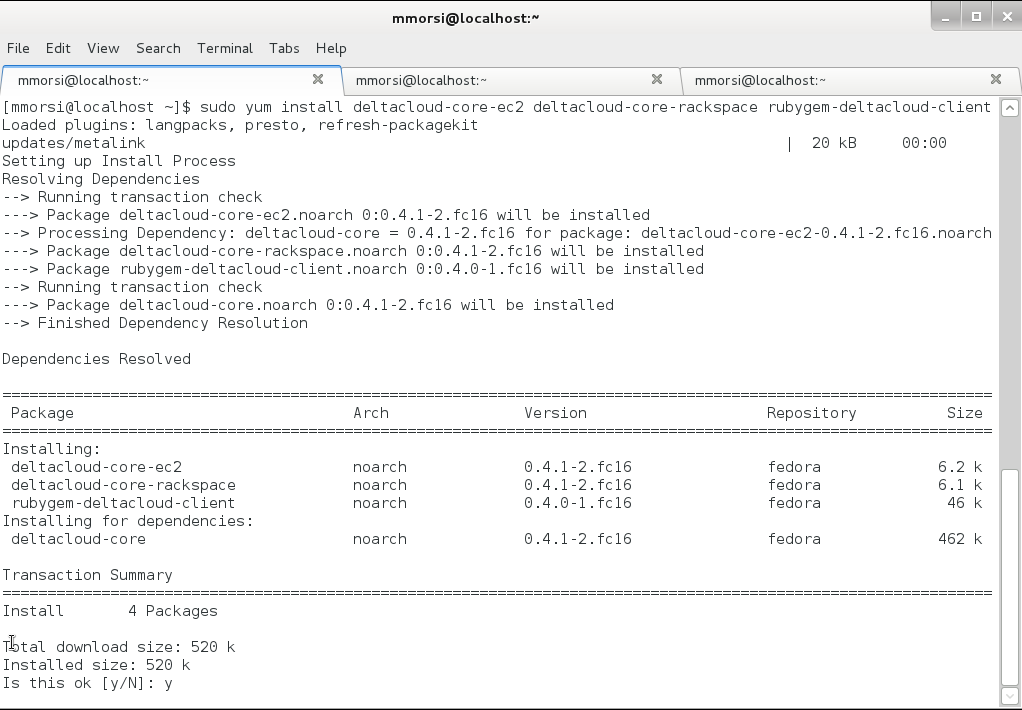 mmorsi@localhost:~
File Edit View Search Terminal Tabs Help
mmorsi@localhost:~ mmorsi@localhost:~ mmorsi@localhost:~
[mmorsi@localhost ~]$ sudo yum install deltacloud-core-ec2 deltacloud-core-rackspace rubygem-deltacloud-client
Loaded plugins: langpacks, presto, refresh-packagekit
updates/metalink | 20 kB 00:00
Setting up Install Process
Resolving Dependencies
--> Running transaction check
---> Package deltacloud-core-ec2.noarch 0:0.4.1-2.fc16 will be installed
--> Processing Dependency: deltacloud-core = 0.4.1-2.fc16 for package: deltacloud-core-ec2-0.4.1-2.fc16.noarch
---> Package deltacloud-core-rackspace.noarch 0:0.4.1-2.fc16 will be installed
---> Package rubygem-deltacloud-client.noarch 0:0.4.0-1.fc16 will be installed
--> Running transaction check
---> Package deltacloud-core.noarch 0:0.4.1-2.fc16 will be installed
--> Finished Dependency Resolution
Dependencies Resolved
================================================================================
Package Arch Version Repository Size
================================================================================
Installing:
deltacloud-core-ec2 noarch 0.4.1-2.fc16 fedora 6.2 k
deltacloud-core-rackspace noarch 0.4.1-2.fc16 fedora 6.1 k
rubygem-deltacloud-client noarch 0.4.0-1.fc16 fedora 46 k
Installing for dependencies:
deltacloud-core noarch 0.4.1-2.fc16 fedora 462 k
Transaction Summary
================================================================================
Install 4 Packages
Total download size: 520 k
Installed size: 520 k
Is this ok [y/N]: y